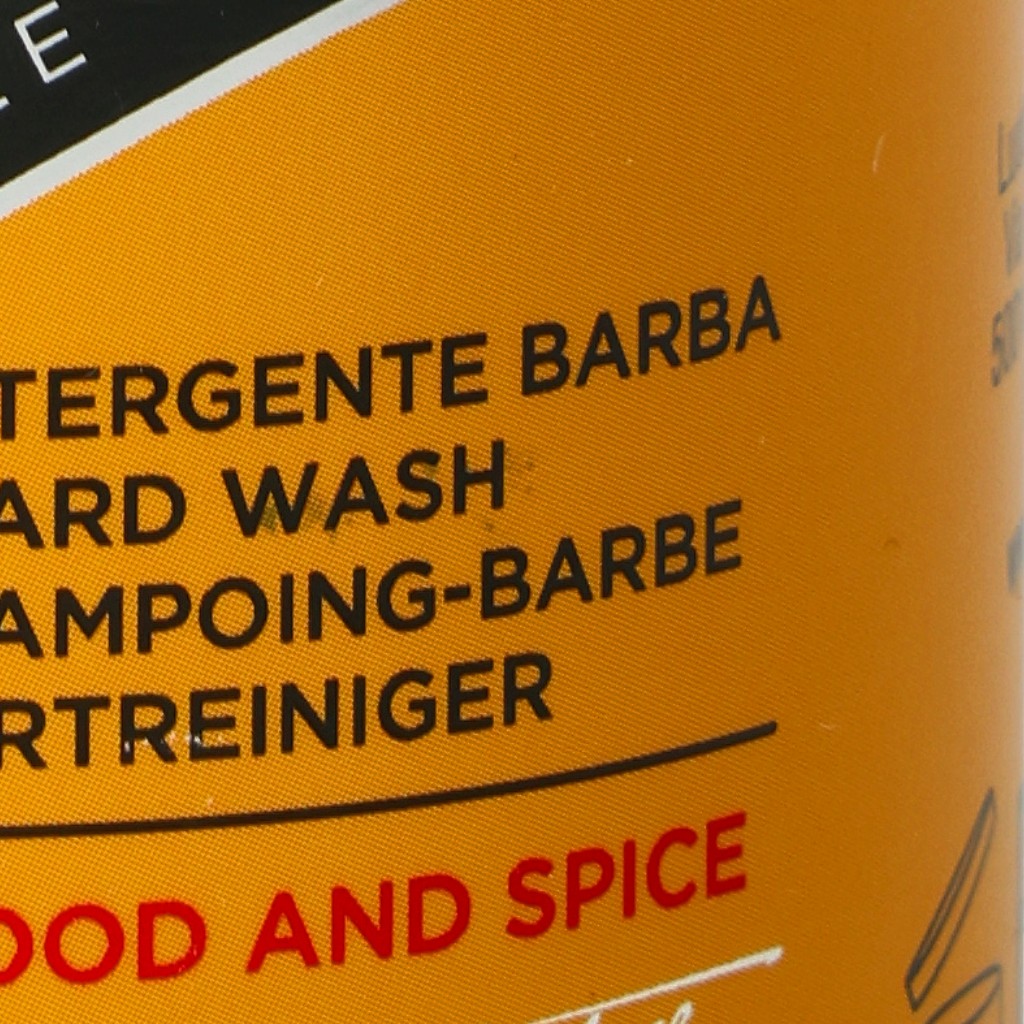 TERGENTE BARBA
ARD WASH
AMPOING-BARBE
RTREINIGER
OOD AND SPICE